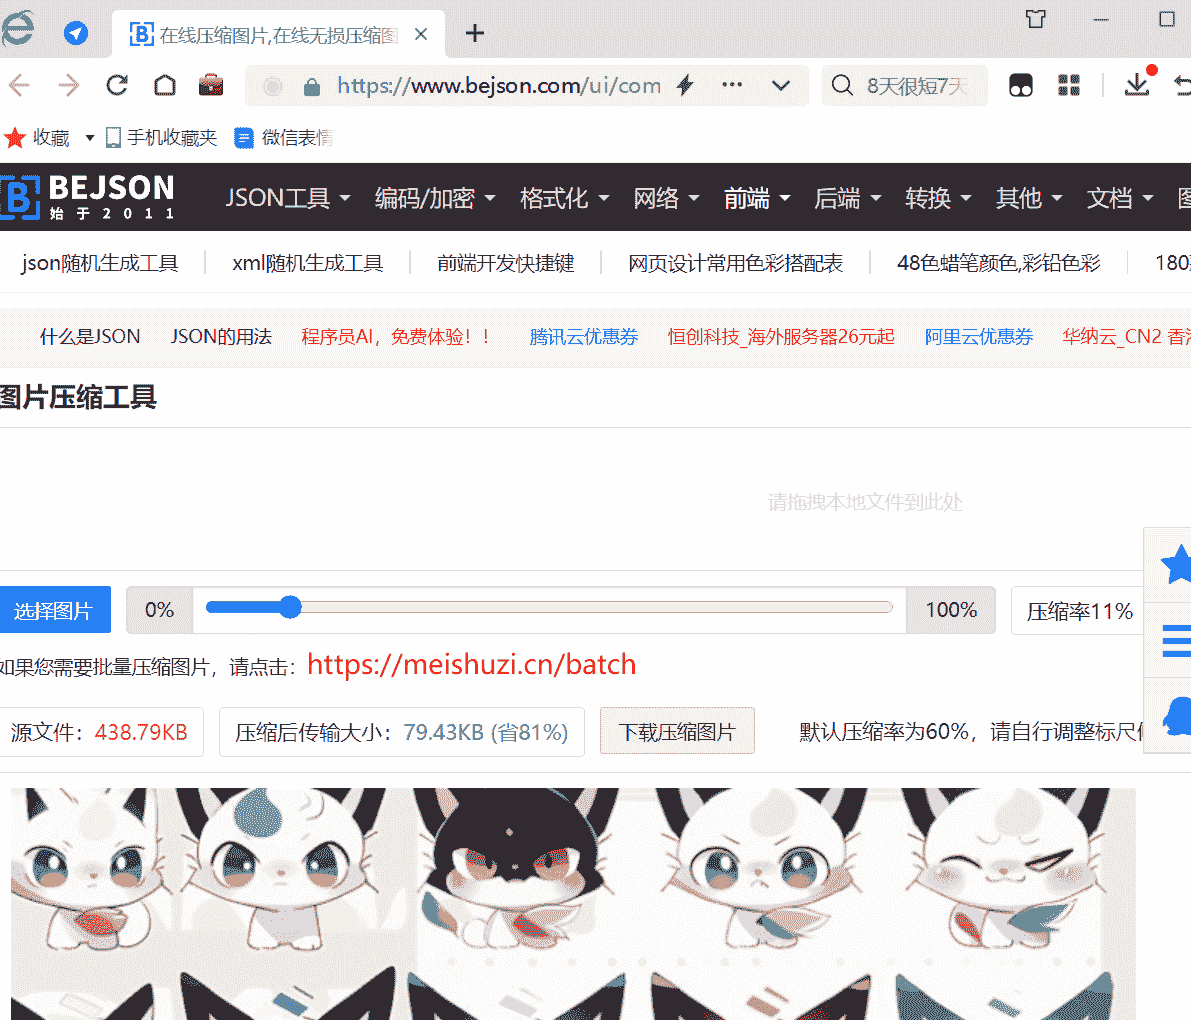 在线压缩图片,在线无损压缩图
https://www.bejson.com/ui/com
8天很短7天
收藏 手机收藏夹 微信表情
BEJSON
始于2011
JSON工具 编码/加密 格式化 网络 前端 后端 转换 其他 文档
json随机生成工具 xml随机生成工具 前端开发快捷键 网页设计常用色彩搭配表 48色蜡笔颜色,彩铅色彩 180
什么是JSON JSON的用法 程序员AI，免费体验！！ 腾讯云优惠券 恒创科技_海外服务器26元起 阿里云优惠券 华纳云_CN2 香港
图片压缩工具
请拖拽本地文件到此处
选择图片 0% 100% 压缩率11%
如果您需要批量压缩图片，请点击：https://meishuzi.cn/batch
源文件：438.79KB 压缩后传输大小：79.43KB (省81%) 下载压缩图片 默认压缩率为60%，请自行调整标尺